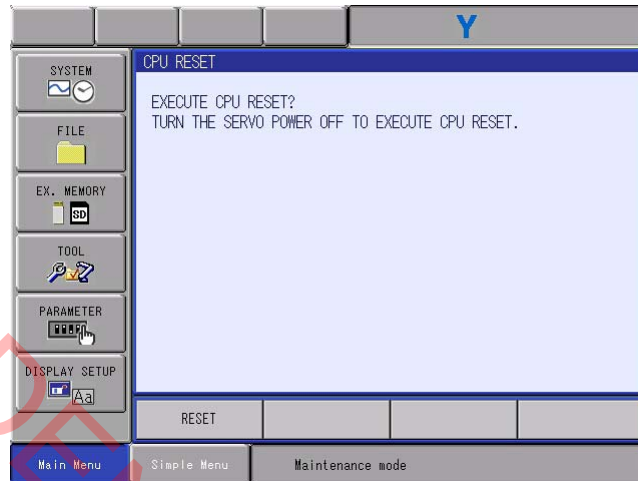 Y
SYSTEM
FILE
EX. MEMORY
SD
TOOL
PARAMETER
DISPLAY SETUP
Aa
CPU RESET
EXECUTE CPU RESET?
TURN THE SERVO POWER OFF TO EXECUTE CPU RESET.
RESET
Main Menu
Simple Menu
Maintenance mode